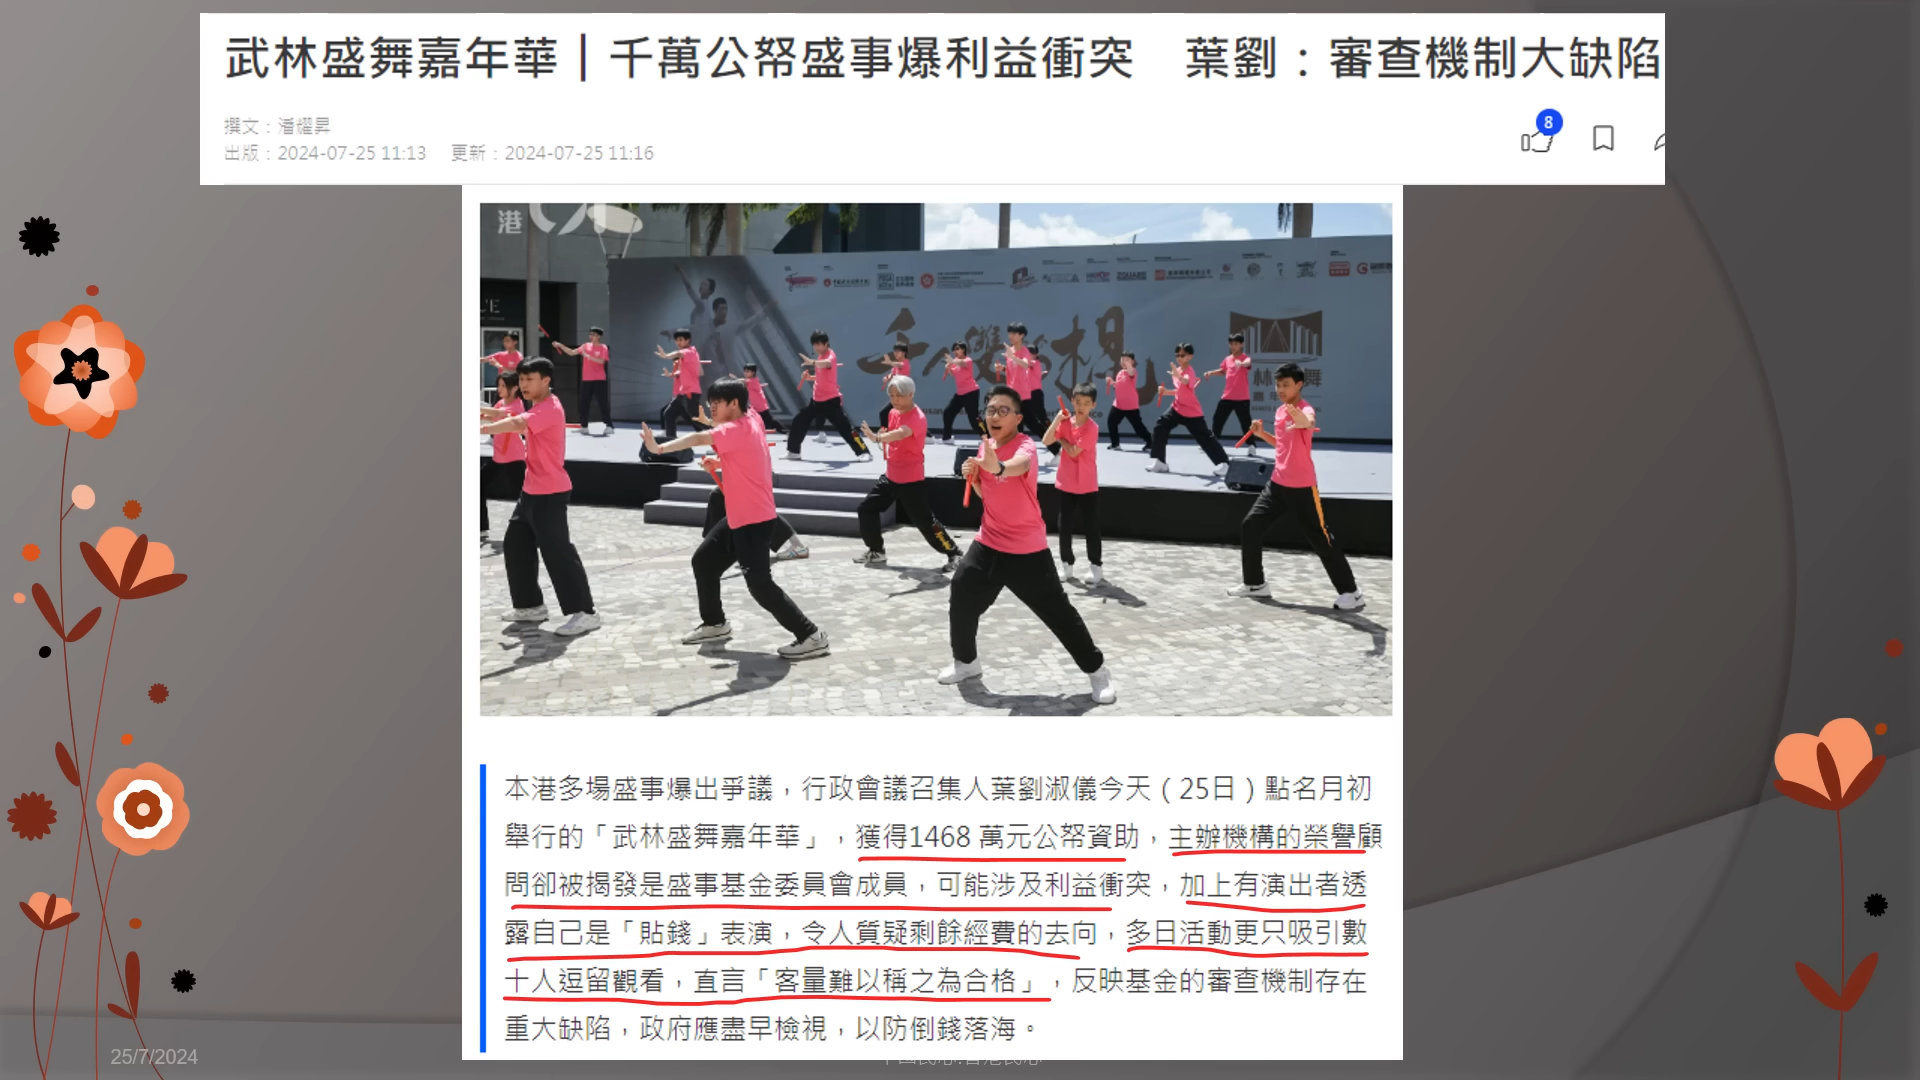 武林盛舞嘉年華｜千萬公帑盛事爆利益衝突　葉劉：審查機制大缺陷
撰文：潘耀昇
出版：2024-07-25 11:13 更新：2024-07-25 11:16
8
港
千人雙棍
林 舞
本港多場盛事爆出爭議，行政會議召集人葉劉淑儀今天（25日）點名月初
舉行的「武林盛舞嘉年華」，獲得1468 萬元公帑資助，主辦機構的榮譽顧
問卻被揭發是盛事基金委員會成員，可能涉及利益衝突，加上有演出者透
露自己是「貼錢」表演，令人質疑剩餘經費的去向，多日活動更只吸引數
十人逗留觀看，直言「客量難以稱之為合格」，反映基金的審查機制存在
重大缺陷，政府應盡早檢視，以防倒錢落海。
25/7/2024